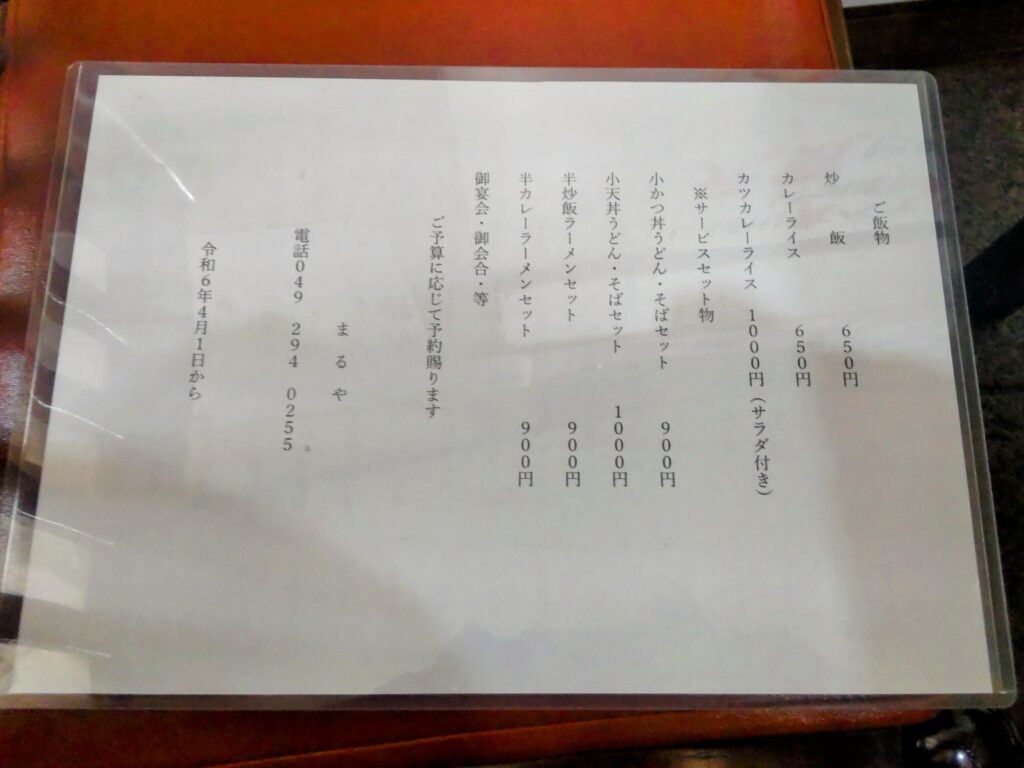 ご飯物
炒　飯　650円
カレーライス　650円
カツカレーライス　1000円（サラダ付き）
※サービスセット物
小かつ丼うどん・そばセット　900円
小天丼うどん・そばセット　1000円
半炒飯ラーメンセット　900円
半カレーラーメンセット　900円
御宴会・御会合・等
ご予算に応じて予約賜ります
まるや
電話049　294　0255
令和6年4月1日から